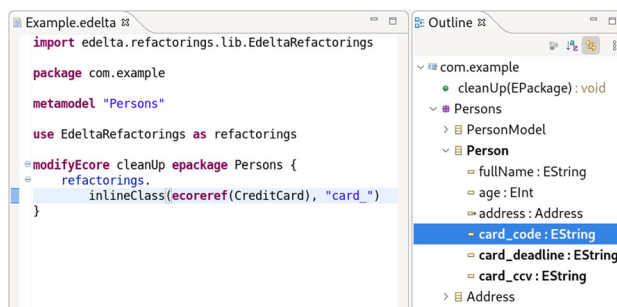 Example.edelta
import edelta.refactorings.lib.EdeltaRefactorings
package com.example
metamodel "Persons"
use EdeltaRefactorings as refactorings
modifyEcore cleanUp epackage Persons {
refactorings.
inlineClass(ecoreref(CreditCard), "card_")
}
Outline
com.example
cleanUp(EPackage) : void
Persons
PersonModel
Person
fullName : EString
age : EInt
address : Address
card_code : EString
card_deadline : EString
card_ccv : EString
Address